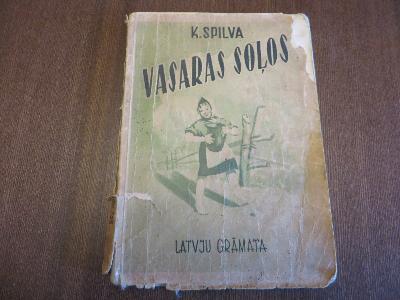 K. SPILVA
VASARAS SOĻOS
LATVJU GRĀMATA